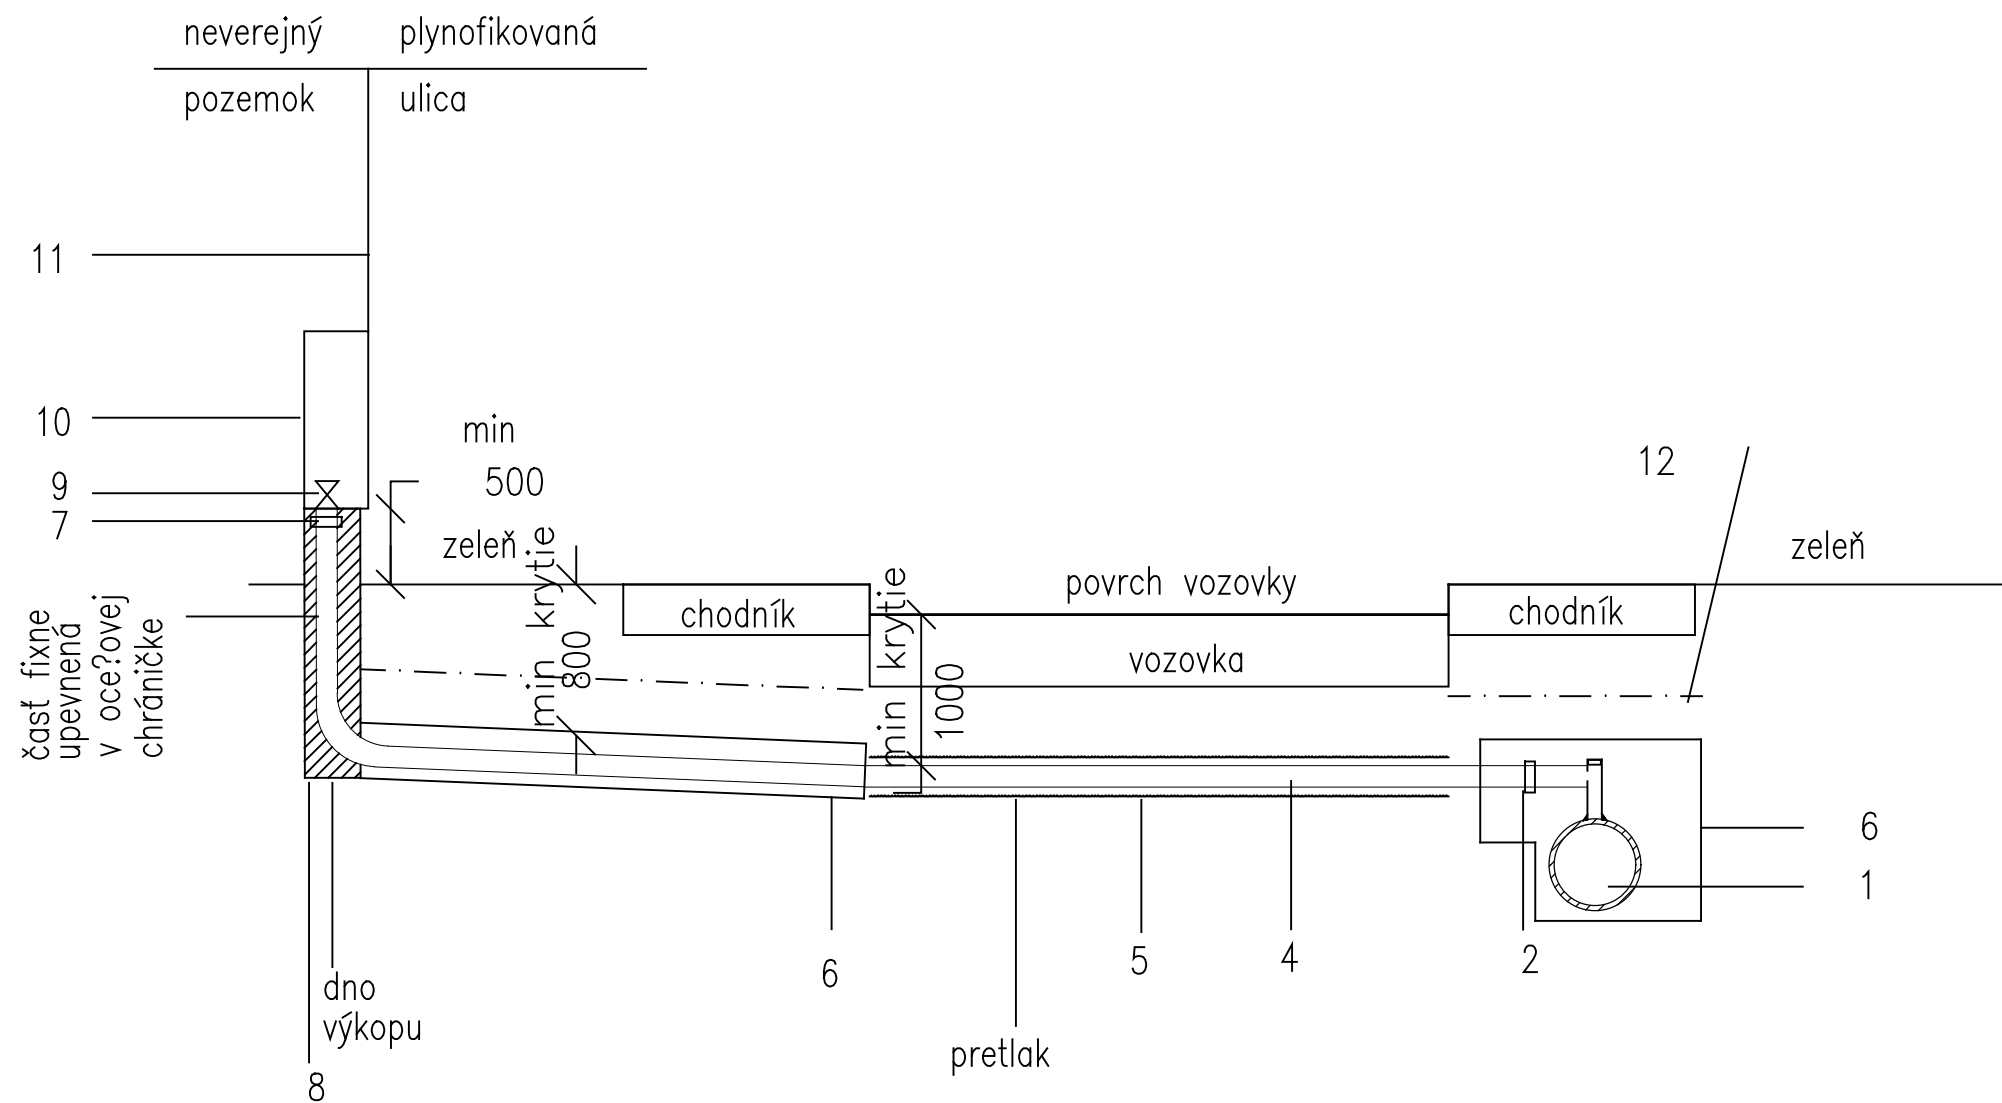 neverejný plynofikovaná
pozemok ulica
11
10
min
500
9
7
12
zeleň
zeleň
min krytie
800
min krytie
1000
povrch vozovky
chodník
chodník
vozovka
časť fixne
upevnená
v oce?ovej
chráničke
6
1
6
5
4
2
dno
výkopu
pretlak
8